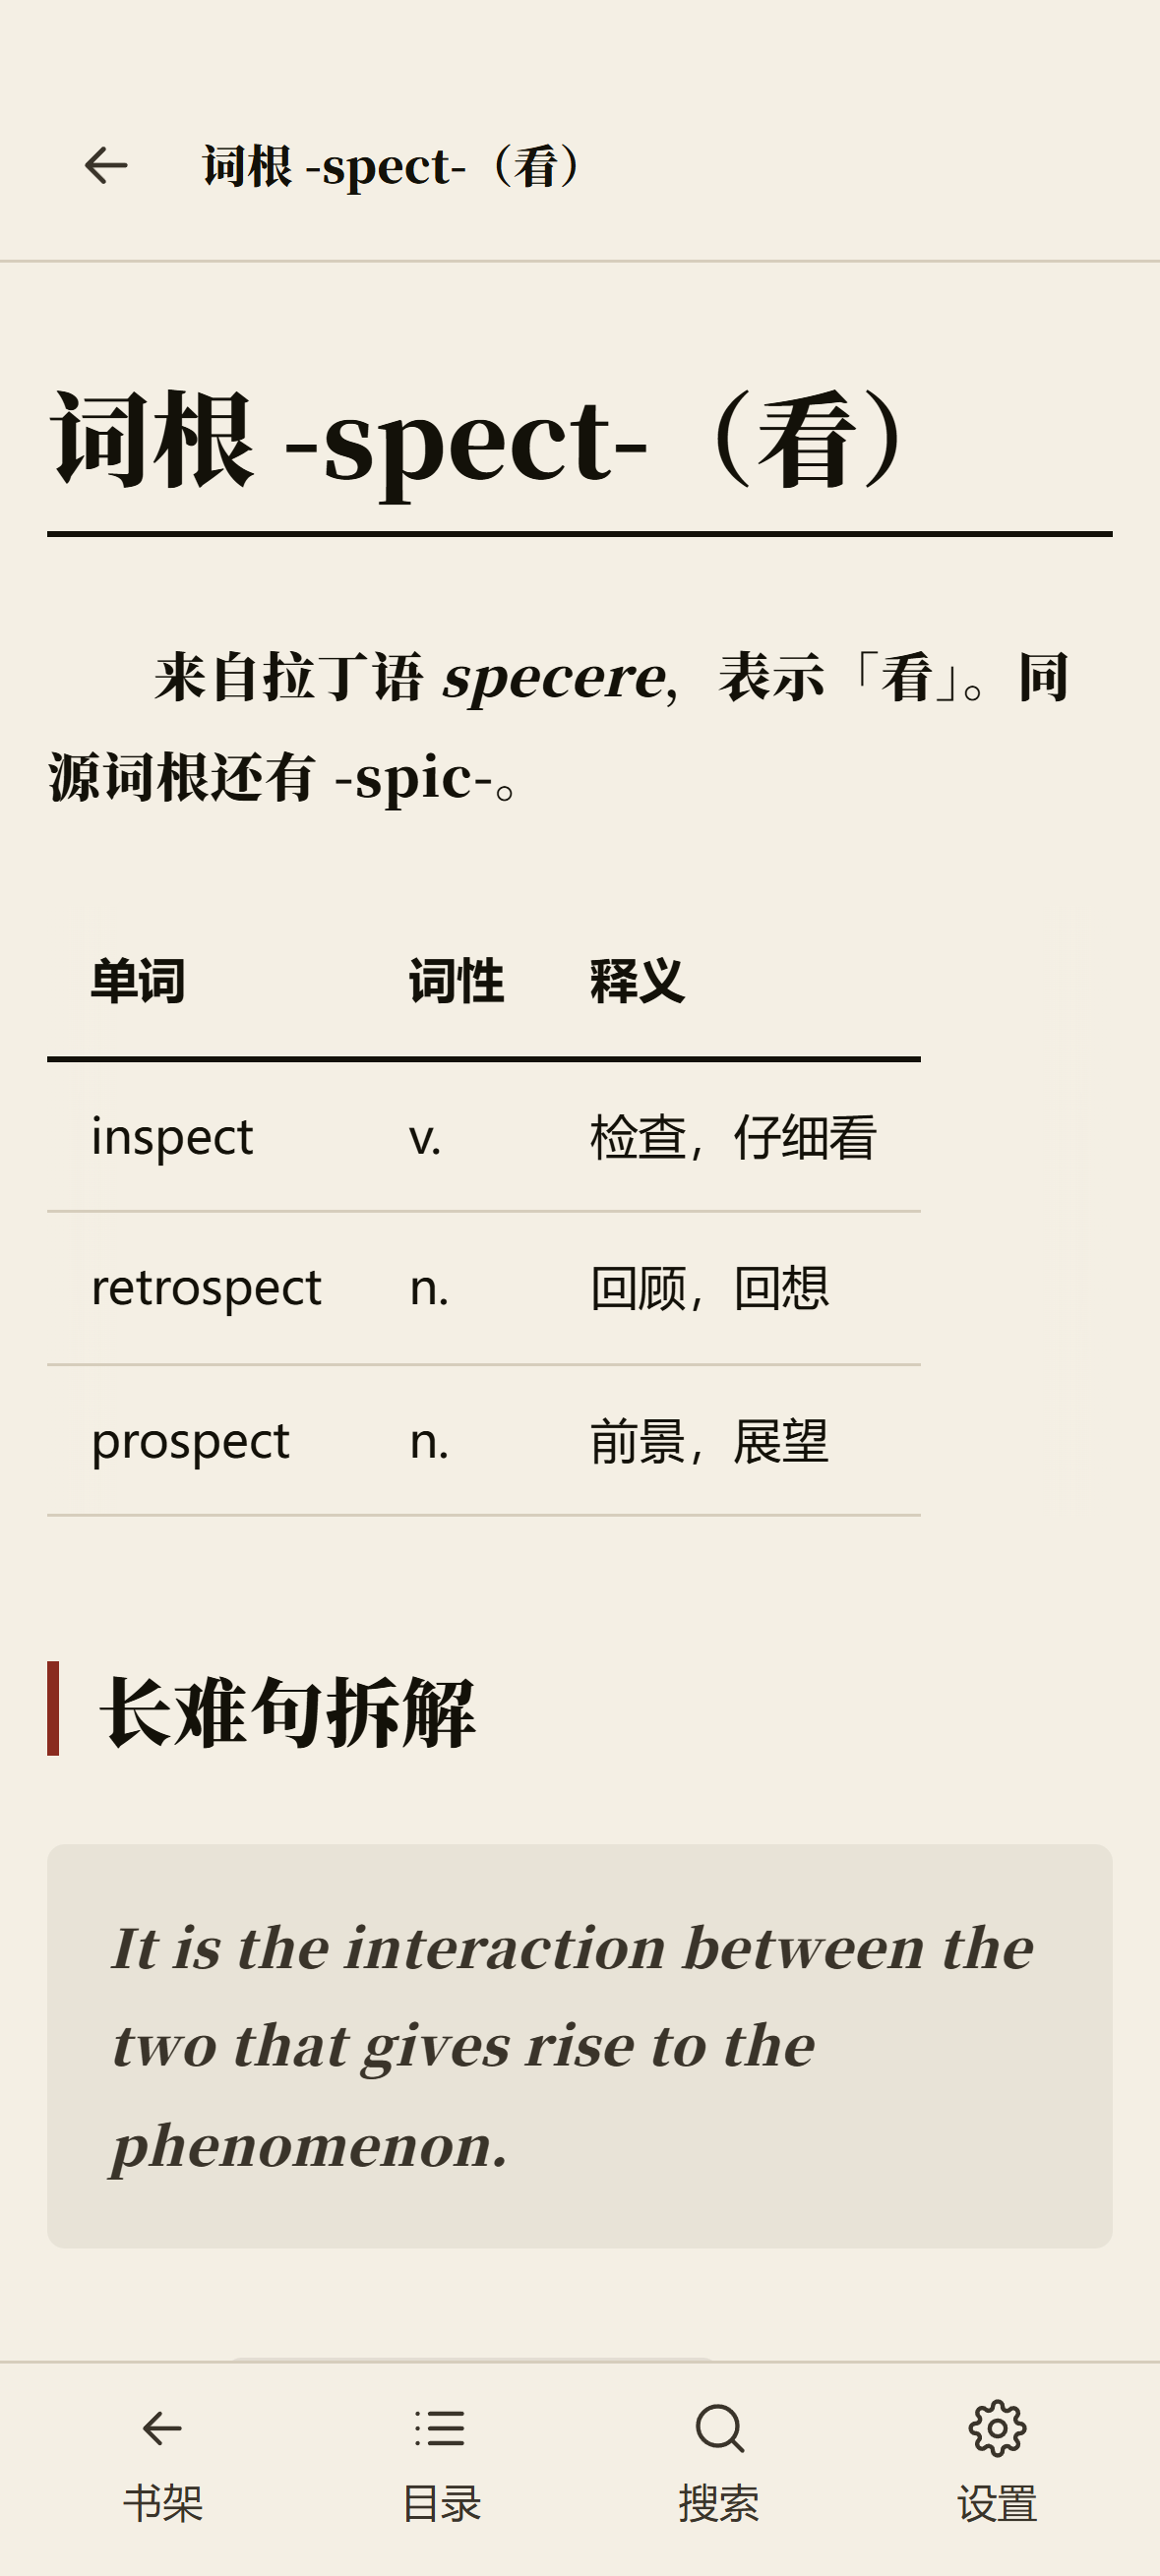 词根 -spect-（看）
词根 -spect-（看）
来自拉丁语 specere，表示「看」。同
源词根还有 -spic-。
单词 词性 释义
inspect v. 检查，仔细看
retrospect n. 回顾，回想
prospect n. 前景，展望
长难句拆解
It is the interaction between the
two that gives rise to the
phenomenon.
书架 目录 搜索 设置